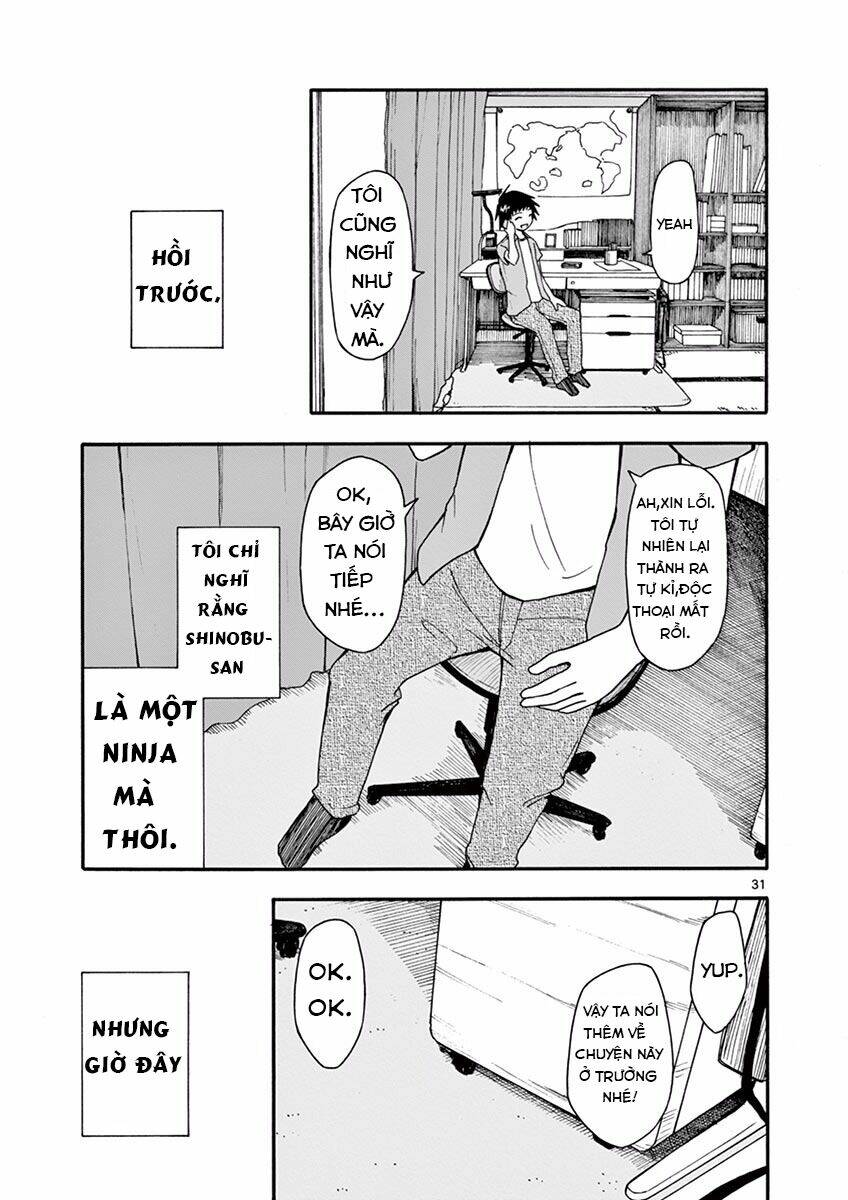 YEAH
TÔI
CŨNG
NGHĨ
NHƯ
VẬY
MÀ.
HỒI
TRƯỚC,
AH,XIN LỖI.
TÔI TỰ
NHIÊN LẠI
THÀNH RA
TỰ KỈ,ĐỘC
THOẠI MẤT
RỒI.
OK,
BÂY GIỜ
TA NÓI
TIẾP
NHÉ...
TÔI CHỈ
NGHĨ
RẰNG
SHINOBU-
SAN
LÀ MỘT
NINJA
MÀ
THÔI.
31
YUP.
VẬY TA NÓI
THÊM VỀ
CHUYỆN NÀY
Ở TRƯỜNG
NHÉ!
OK.
OK.
NHƯNG
GIỜ ĐÂY